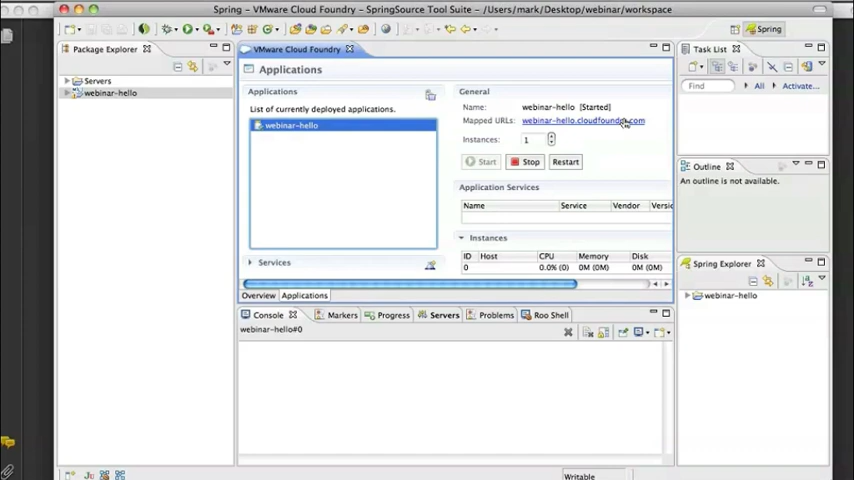 Spring - VMware Cloud Foundry - SpringSource Tool Suite - /Users/mark/Desktop/webinar/workspace
Spring
Package Explorer
Servers
webinar-hello
VMware Cloud Foundry
Applications
Applications
List of currently deployed applications.
webinar-hello
Services
General
Name: webinar-hello [Started]
Mapped URLs: webinar-hello.cloudfoundry.com
Instances: 1
Start Stop Restart
Application Services
Name Service Vendor Versio
Instances
ID Host CPU Memory Disk
0 0.0% (0) 0M (0M) 0M (0M)
Overview Applications
Console Markers Progress Servers Problems Roo Shell
webinar-hello#0
Task List
Find All Activate...
Outline
An outline is not available.
Spring Explorer
webinar-hello
Writable